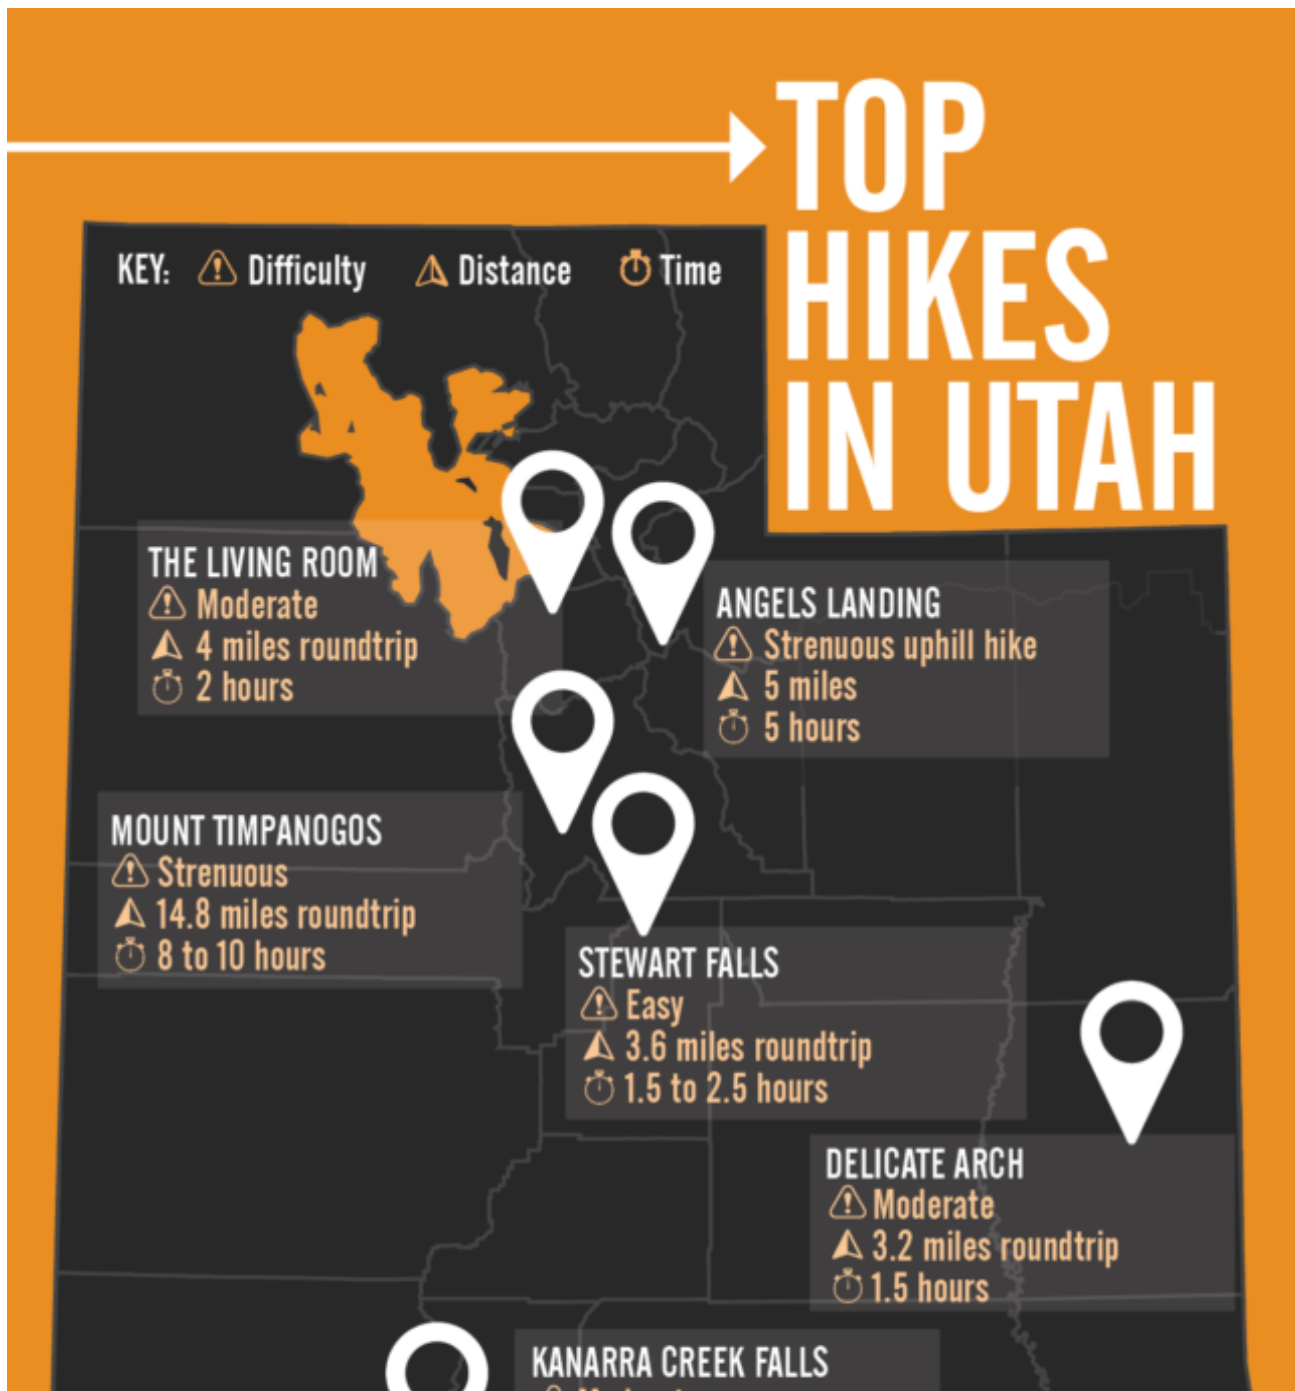 TOP
HIKES
IN UTAH
KEY: Difficulty Distance Time
THE LIVING ROOM
Moderate
4 miles roundtrip
2 hours
ANGELS LANDING
Strenuous uphill hike
5 miles
5 hours
MOUNT TIMPANOGOS
Strenuous
14.8 miles roundtrip
8 to 10 hours
STEWART FALLS
Easy
3.6 miles roundtrip
1.5 to 2.5 hours
DELICATE ARCH
Moderate
3.2 miles roundtrip
1.5 hours
KANARRA CREEK FALLS